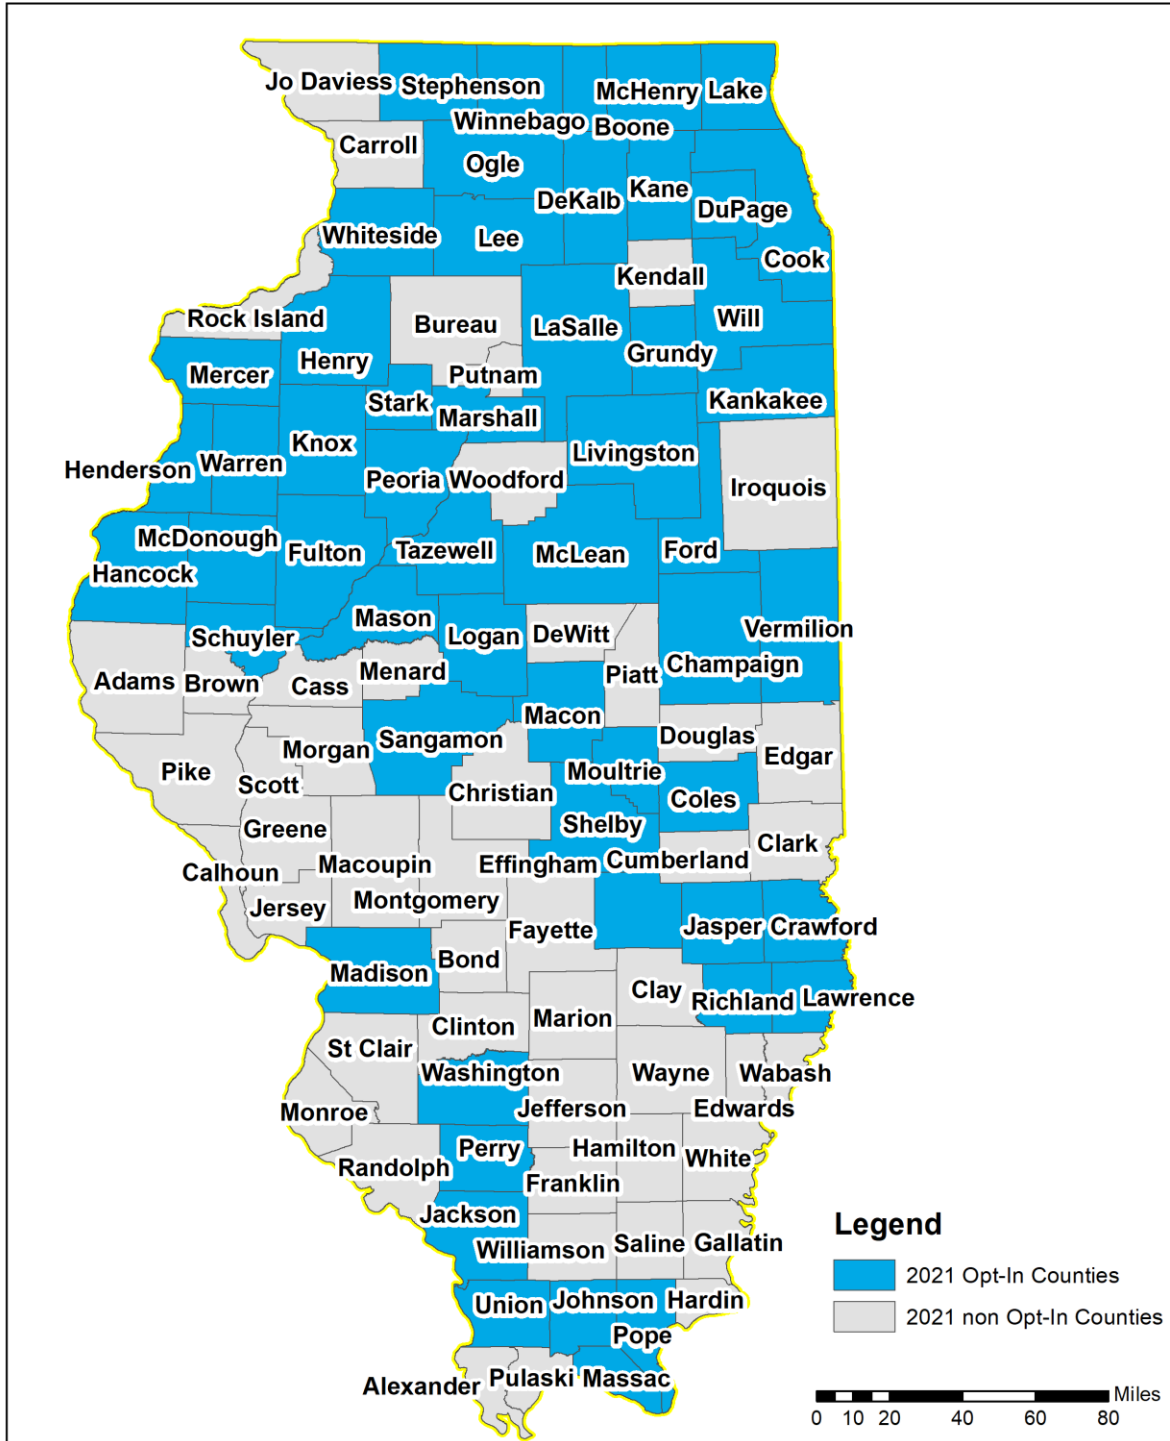 Jo Daviess
Stephenson
McHenry
Lake
Winnebago
Boone
Carroll
Ogle
DeKalb
Kane
DuPage
Whiteside
Lee
Cook
Kendall
Rock Island
Bureau
LaSalle
Will
Henry
Grundy
Mercer
Putnam
Stark
Marshall
Kankakee
Knox
Henderson
Warren
Livingston
Peoria
Woodford
Iroquois
McDonough
Fulton
Tazewell
McLean
Ford
Hancock
Mason
Schuyler
Logan
DeWitt
Vermilion
Menard
Piatt
Champaign
Adams
Brown
Cass
Macon
Sangamon
Douglas
Morgan
Edgar
Pike
Scott
Moultrie
Christian
Coles
Greene
Shelby
Clark
Calhoun
Macoupin
Effingham
Cumberland
Jersey
Montgomery
Fayette
Jasper
Crawford
Madison
Bond
Clay
Richland
Lawrence
Clinton
Marion
St Clair
Washington
Wayne
Wabash
Monroe
Jefferson
Edwards
Perry
Hamilton
White
Randolph
Franklin
Jackson
Williamson
Saline
Gallatin
Union
Johnson
Hardin
Pope
Alexander
Pulaski
Massac
Legend
2021 Opt-In Counties
2021 non Opt-In Counties
Miles
0 10 20 40 60 80